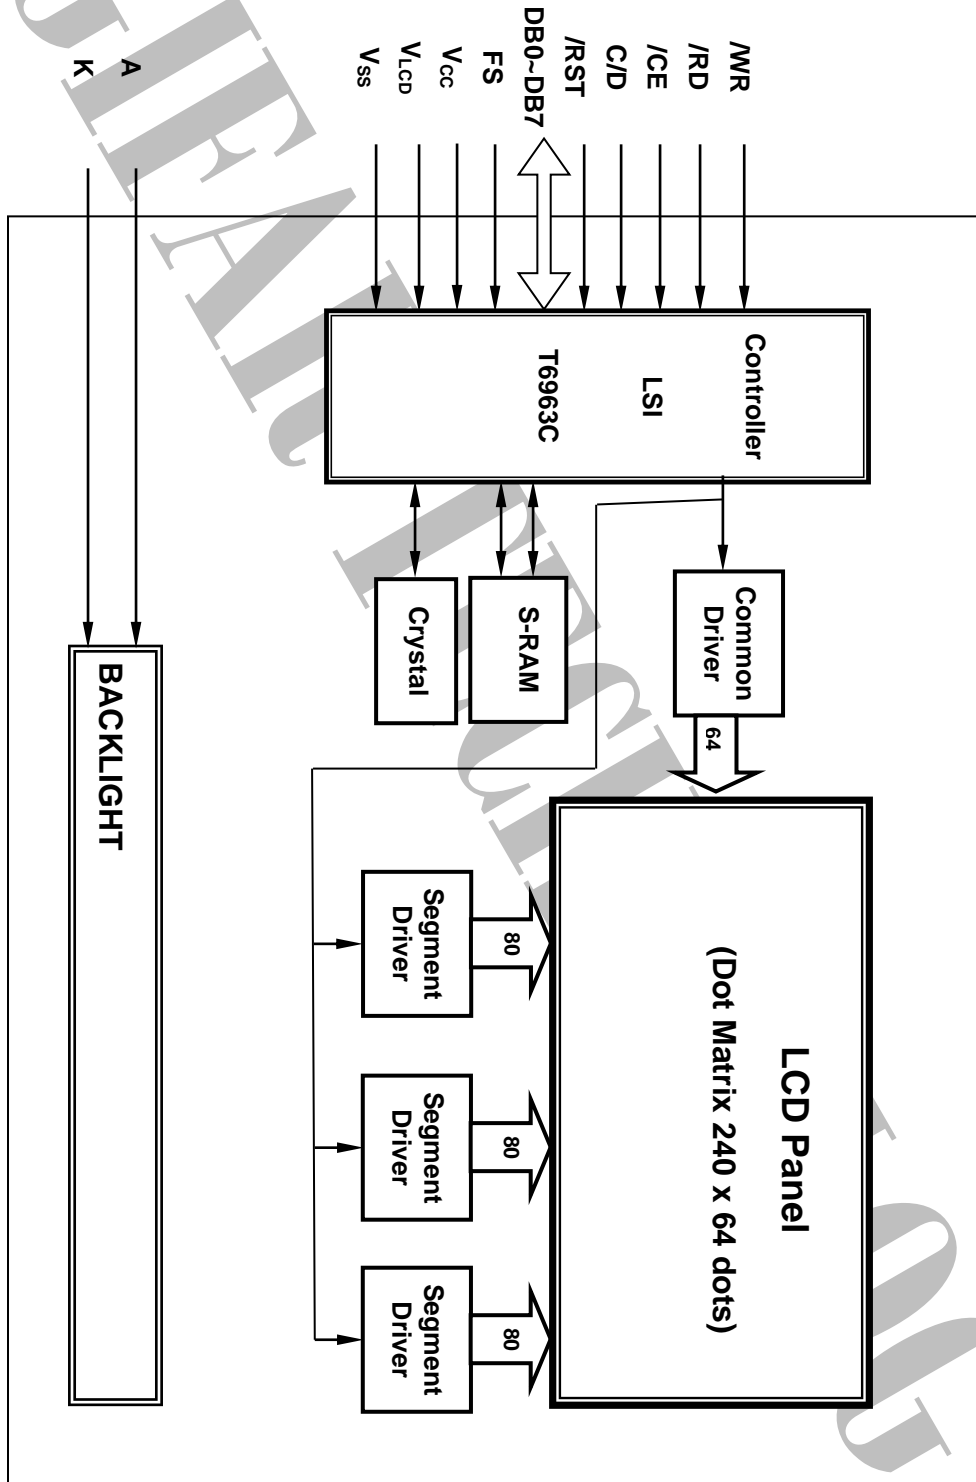 /WR
/RD
/CE
C/D
/RST
DB0~DB7
FS
VCC
VLCD
VSS
A
K
Controller
LSI
T6963C
Common
Driver
64
S-RAM
Crystal
LCD Panel
(Dot Matrix 240 x 64 dots)
80
80
80
Segment
Driver
Segment
Driver
Segment
Driver
BACKLIGHT